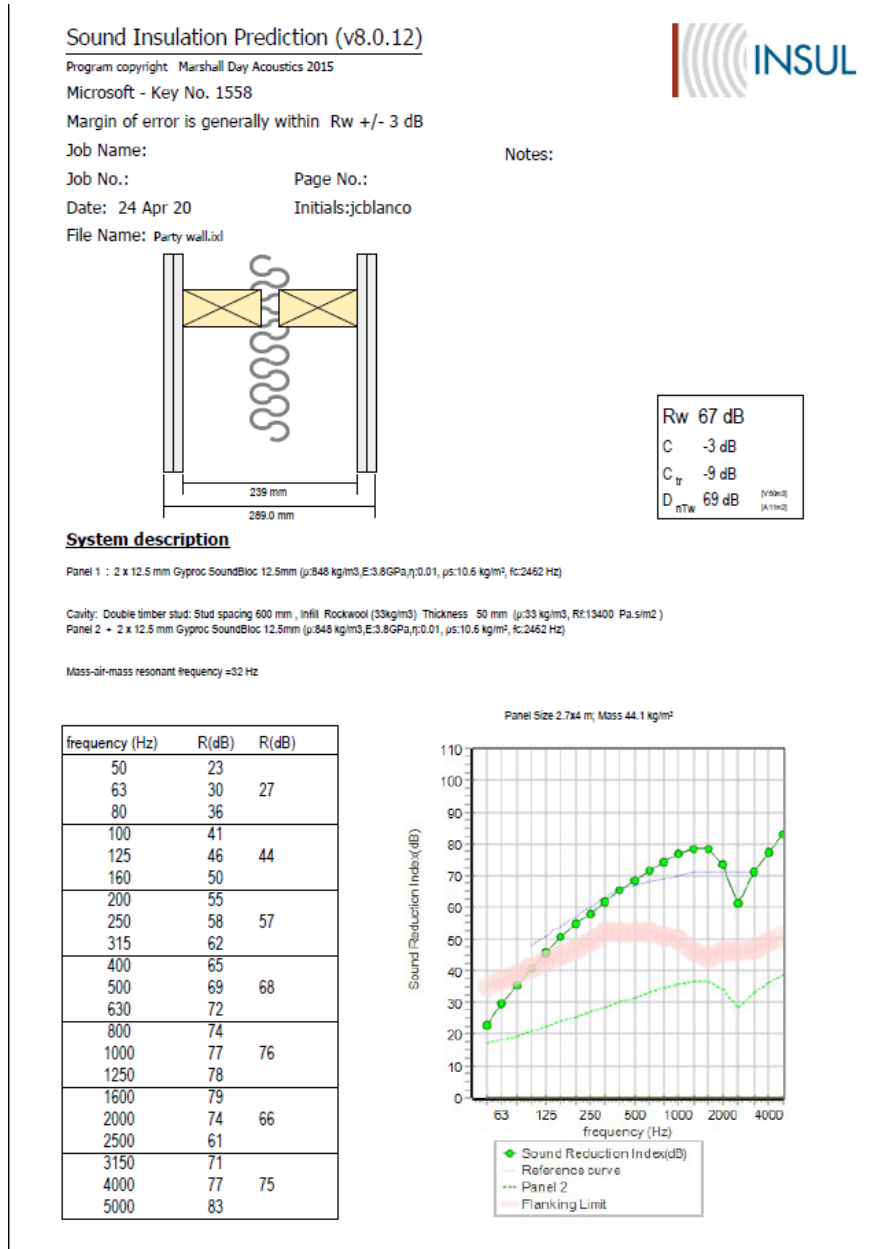 Sound Insulation Prediction (v8.0.12)
Program copyright Marshall Day Acoustics 2015
Microsoft - Key No. 1558
Margin of error is generally within Rw +/- 3 dB
Job Name:
Notes:
Job No.: Page No.:
Date: 24 Apr 20 Initials:jcblanco
File Name: Party wall.ixl
INSUL
239 mm
289.0 mm
Rw 67 dB
C -3 dB
Ctr -9 dB
DnTw 69 dB [V:50m3]
[A:11m2]
System description
Panel 1 : 2 x 12.5 mm Gyproc SoundBloc 12.5mm (ρ:848 kg/m3,E:3.8GPa,η:0.01, ρs:10.6 kg/m², fc:2462 Hz)
Cavity: Double timber stud: Stud spacing 600 mm , Infill Rockwool (33kg/m3) Thickness 50 mm (ρ:33 kg/m3, Rf:13400 Pa.s/m2 )
Panel 2 + 2 x 12.5 mm Gyproc SoundBloc 12.5mm (ρ:848 kg/m3,E:3.8GPa,η:0.01, ρs:10.6 kg/m², fc:2462 Hz)
Mass-air-mass resonant frequency =32 Hz
frequency (Hz) R(dB) R(dB)
50 23
63 30 27
80 36
100 41
125 46 44
160 50
200 55
250 58 57
315 62
400 65
500 69 68
630 72
800 74
1000 77 76
1250 78
1600 79
2000 74 66
2500 61
3150 71
4000 77 75
5000 83
Panel Size 2.7x4 m; Mass 44.1 kg/m²
Sound Reduction Index(dB)
110
100
90
80
70
60
50
40
30
20
10
0
63 125 250 500 1000 2000 4000
frequency (Hz)
Sound Reduction Index(dB)
Reference curve
Panel 2
Flanking Limit